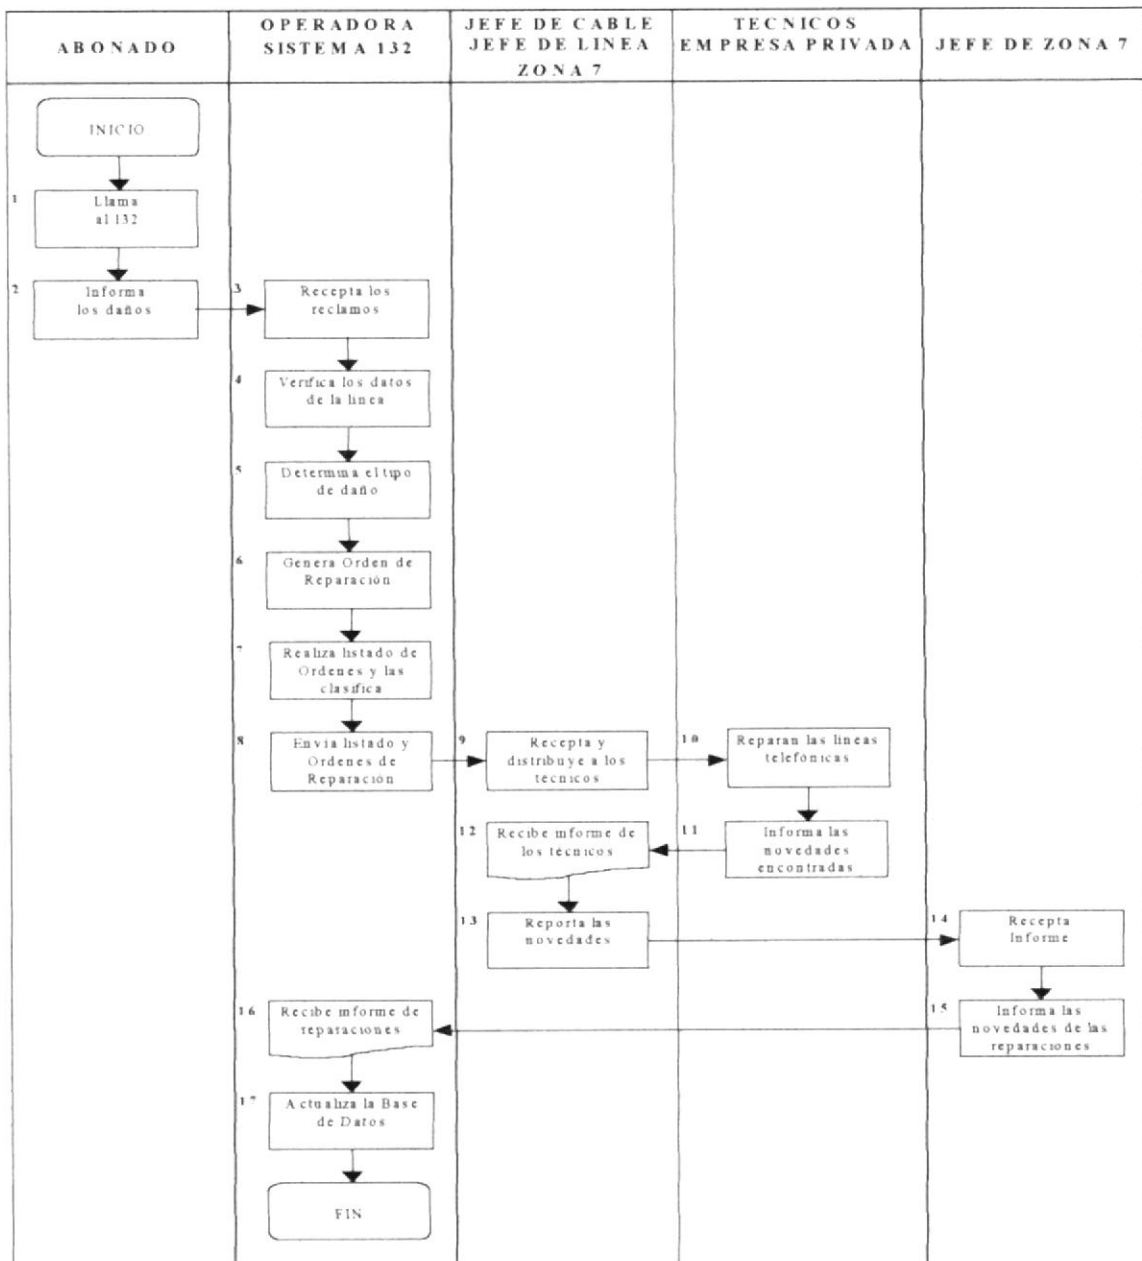 ABONADO
OPERADORA
SISTEMA 132
JEFE DE CABLE
JEFE DE LINEA
ZONA 7
TECNICOS
EMPRESA PRIVADA
JEFE DE ZONA 7
INICIO
1
Llama
al 132
2
Informa
los daños
3
Recepta los
reclamos
4
Verifica los datos
de la linea
5
Determina el tipo
de daño
6
Genera Orden de
Reparación
7
Realiza listado de
Ordenes y las
clasifica
8
Envía listado y
Ordenes de
Reparación
9
Recepta y
distribuye a los
técnicos
10
Reparan las lineas
telefónicas
11
Informa las
novedades
encontradas
12
Recibe informe de
los técnicos
13
Reporta las
novedades
14
Recepta
Informe
15
Informa las
novedades de las
reparaciones
16
Recibe informe de
reparaciones
17
Actualiza la Base
de Datos
FIN